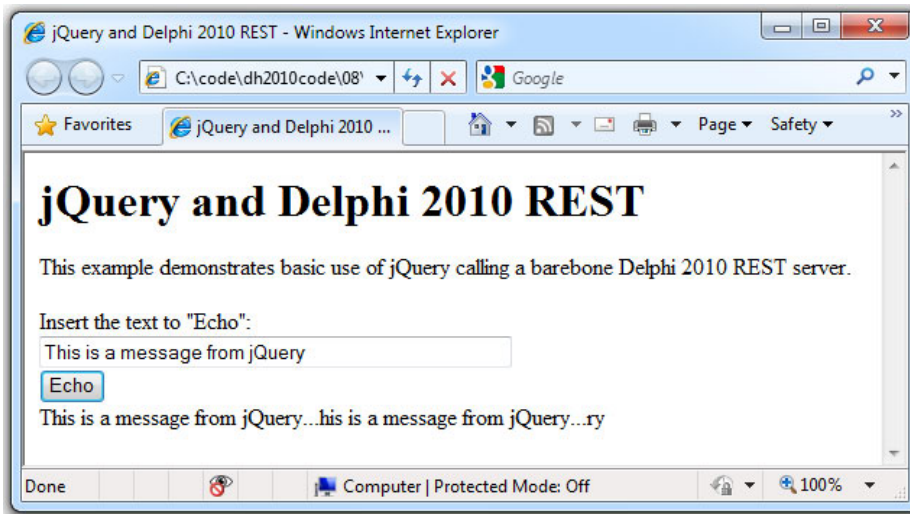 jQuery and Delphi 2010 REST - Windows Internet Explorer
C:\code\dh2010code\08\
Google
Favorites
jQuery and Delphi 2010 ...
Page
Safety
jQuery and Delphi 2010 REST
This example demonstrates basic use of jQuery calling a barebone Delphi 2010 REST server.
Insert the text to "Echo":
This is a message from jQuery
Echo
This is a message from jQuery...his is a message from jQuery...ry
Done
Computer | Protected Mode: Off
100%